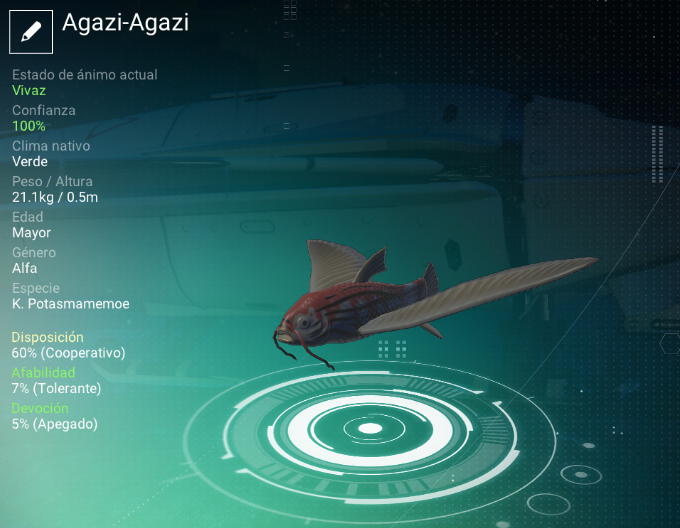 Agazi-Agazi
Estado de ánimo actual
Vivaz
Confianza
100%
Clima nativo
Verde
Peso / Altura
21.1kg / 0.5m
Edad
Mayor
Género
Alfa
Especie
K. Potasmamemoe
Disposición
60% (Cooperativo)
Afabilidad
7% (Tolerante)
Devoción
5% (Apegado)